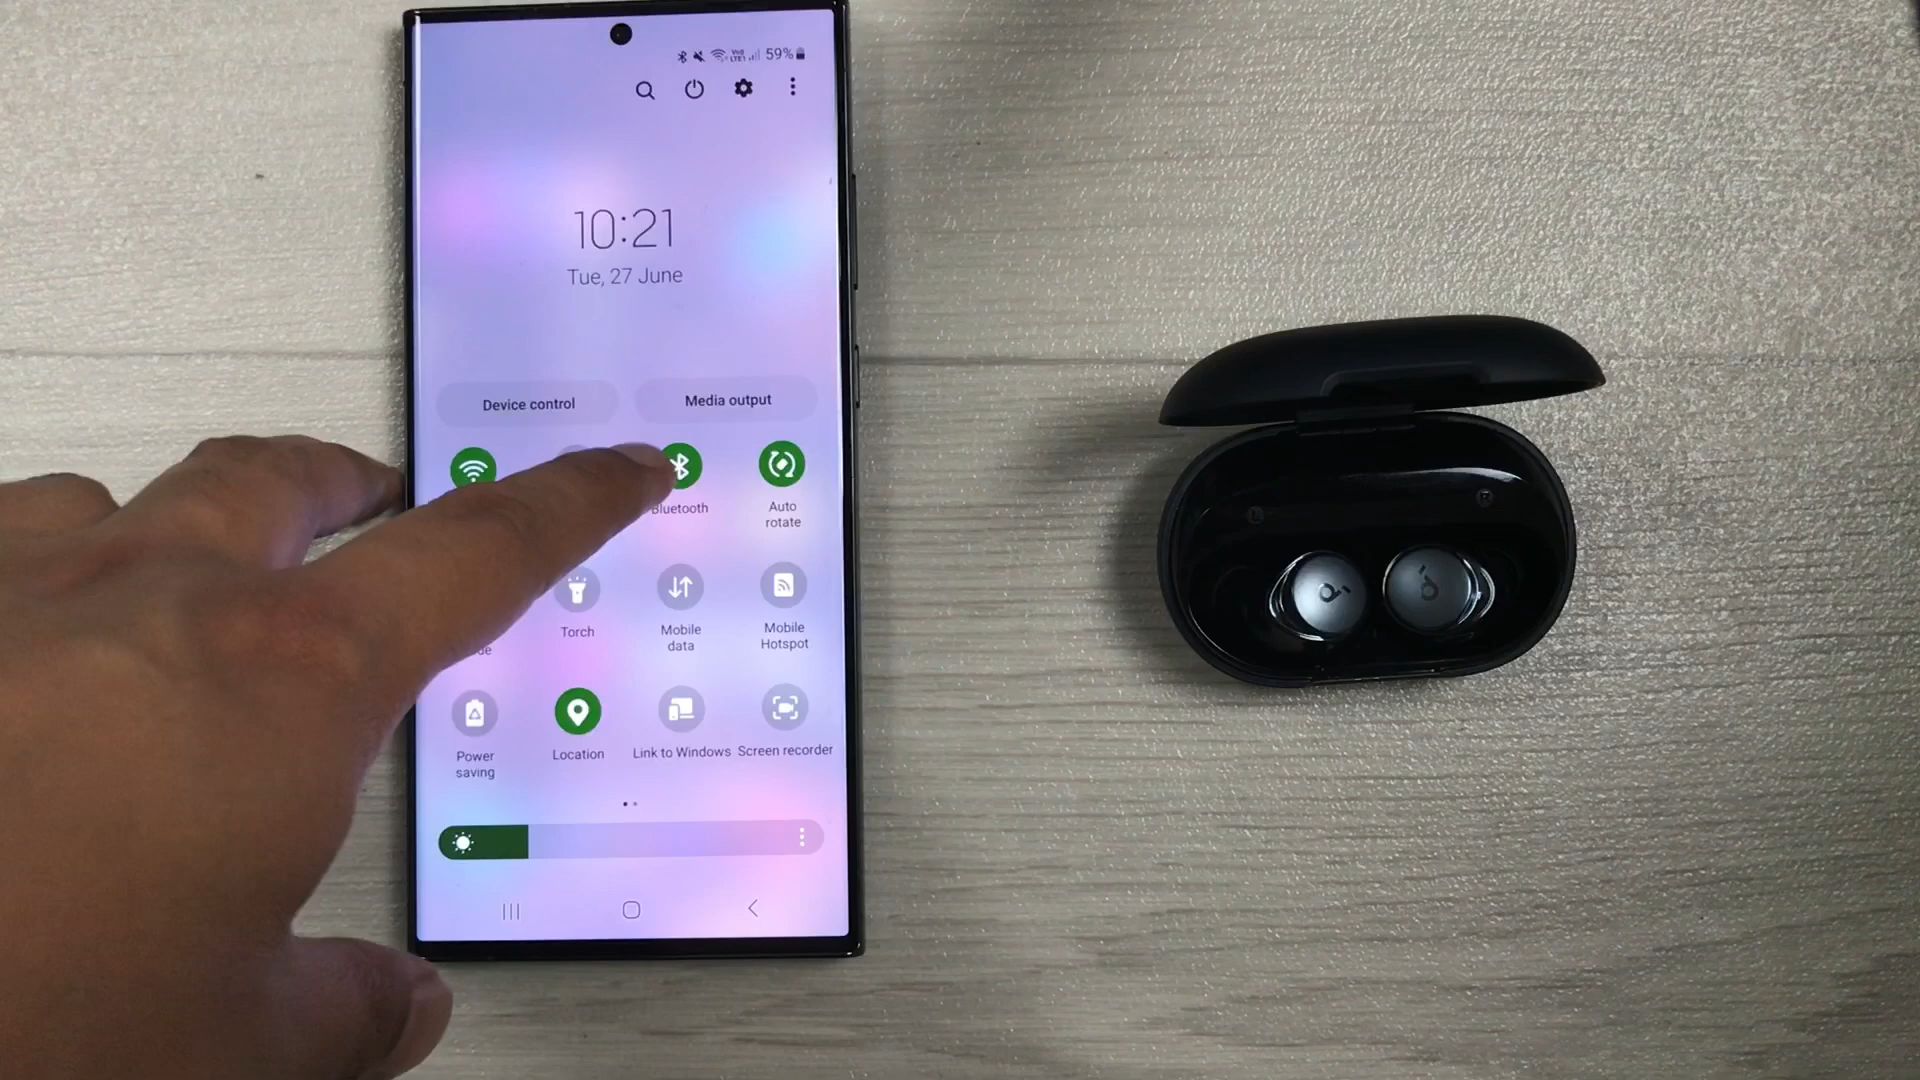 59%
10:21
Tue, 27 June
Device control
Media output
Bluetooth
Auto
rotate
Torch
Mobile
data
Mobile
Hotspot
Power
saving
Location
Link to Windows
Screen recorder
L
R